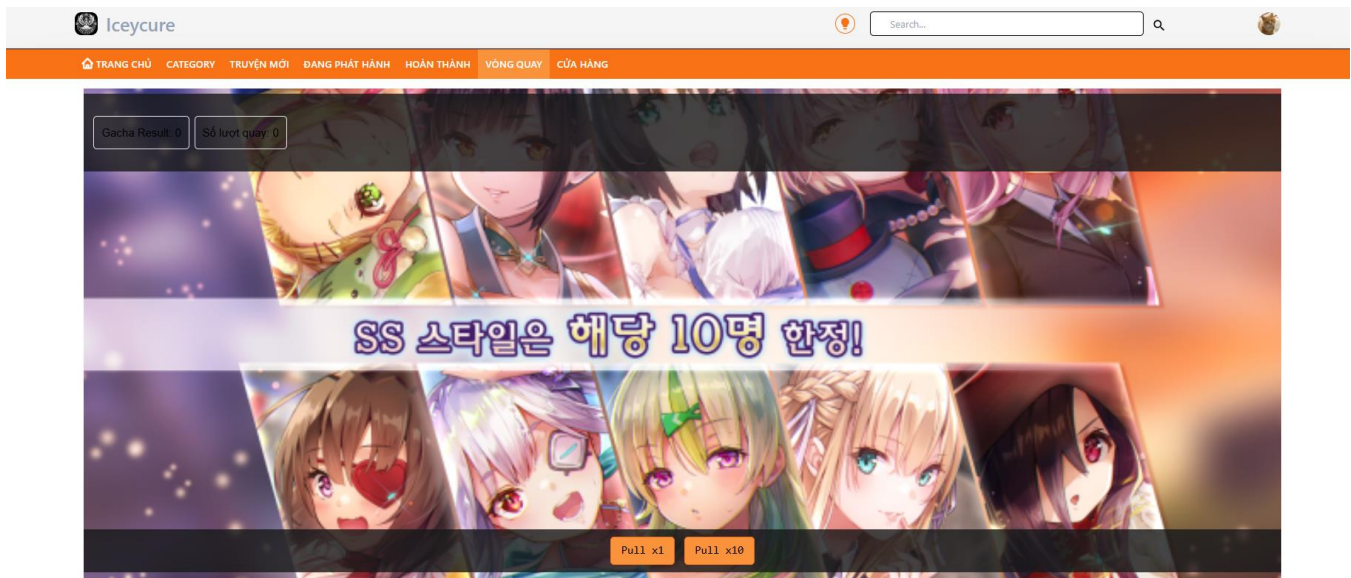 Iceycure
Search...
TRANG CHỦ CATEGORY TRUYỆN MỚI ĐANG PHÁT HÀNH HOÀN THÀNH VÒNG QUAY CỬA HÀNG
Gacha Result: 0 Số lượt quay: 0
SS 스타일은 해당 10명 한정!
Pull x1 Pull x10